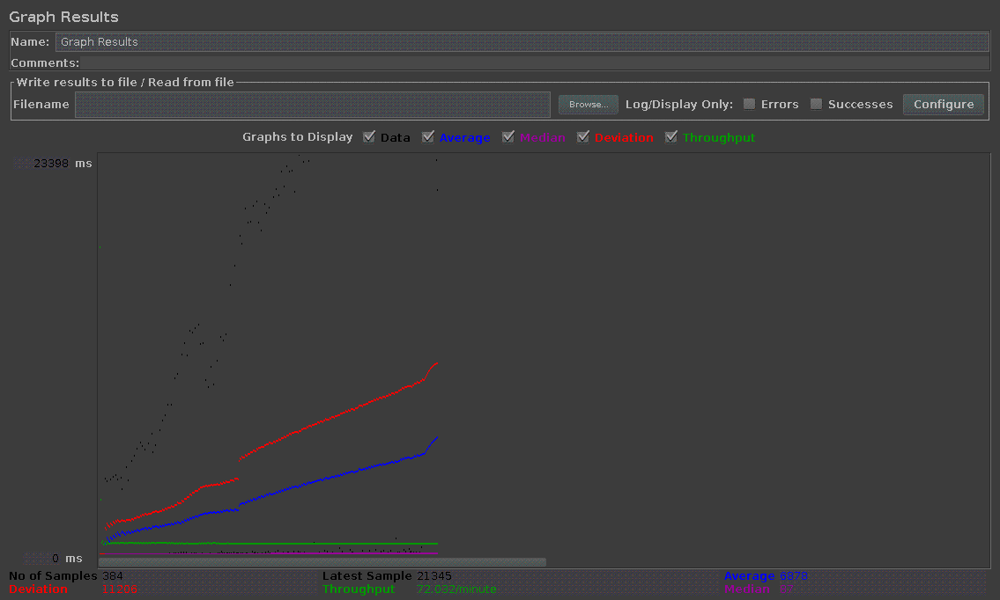 Graph Results
Name: Graph Results
Comments:
Write results to file / Read from file
Filename Browse... Log/Display Only: Errors Successes Configure
Graphs to Display Data Average Median Deviation Throughput
23398 ms
0 ms
No of Samples 384 Latest Sample 21345 Average 6878
Deviation Throughput 72.032/minute Median